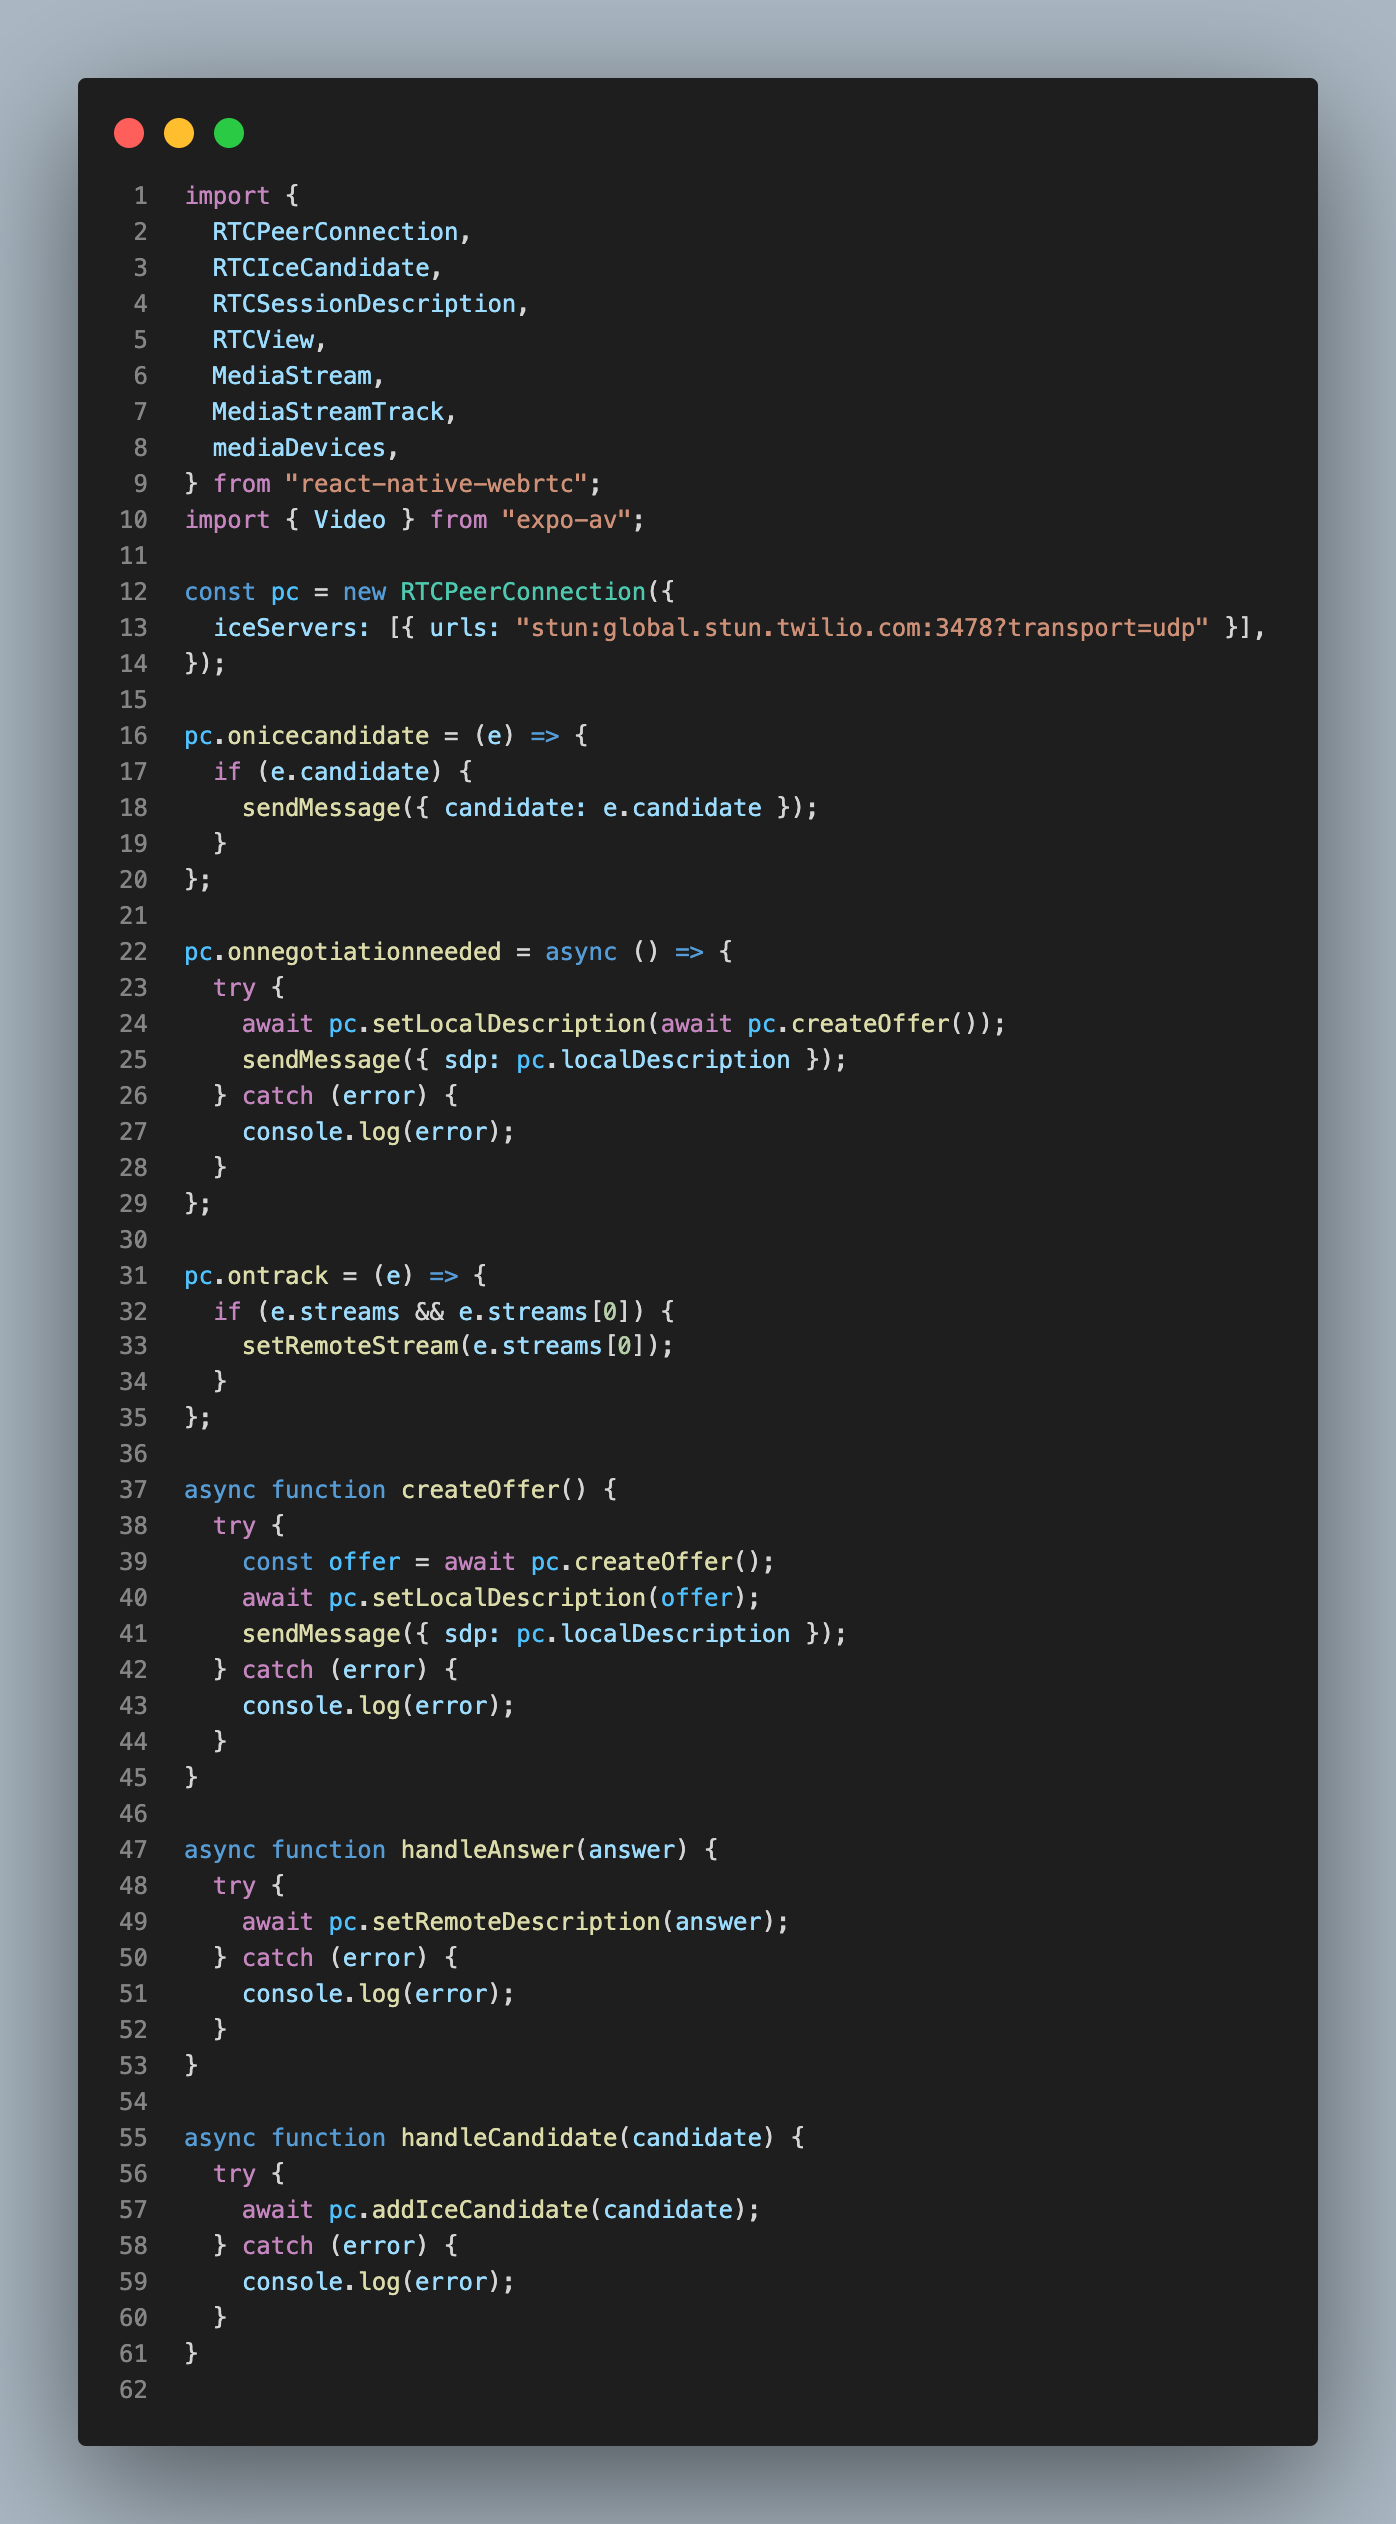 1 import {
2   RTCPeerConnection,
3   RTCIceCandidate,
4   RTCSessionDescription,
5   RTCView,
6   MediaStream,
7   MediaStreamTrack,
8   mediaDevices,
9 } from "react-native-webrtc";
10 import { Video } from "expo-av";
11
12 const pc = new RTCPeerConnection({
13   iceServers: [{ urls: "stun:global.stun.twilio.com:3478?transport=udp" }],
14 });
15
16 pc.onicecandidate = (e) => {
17   if (e.candidate) {
18     sendMessage({ candidate: e.candidate });
19   }
20 };
21
22 pc.onnegotiationneeded = async () => {
23   try {
24     await pc.setLocalDescription(await pc.createOffer());
25     sendMessage({ sdp: pc.localDescription });
26   } catch (error) {
27     console.log(error);
28   }
29 };
30
31 pc.ontrack = (e) => {
32   if (e.streams && e.streams[0]) {
33     setRemoteStream(e.streams[0]);
34   }
35 };
36
37 async function createOffer() {
38   try {
39     const offer = await pc.createOffer();
40     await pc.setLocalDescription(offer);
41     sendMessage({ sdp: pc.localDescription });
42   } catch (error) {
43     console.log(error);
44   }
45 }
46
47 async function handleAnswer(answer) {
48   try {
49     await pc.setRemoteDescription(answer);
50   } catch (error) {
51     console.log(error);
52   }
53 }
54
55 async function handleCandidate(candidate) {
56   try {
57     await pc.addIceCandidate(candidate);
58   } catch (error) {
59     console.log(error);
60   }
61 }
62